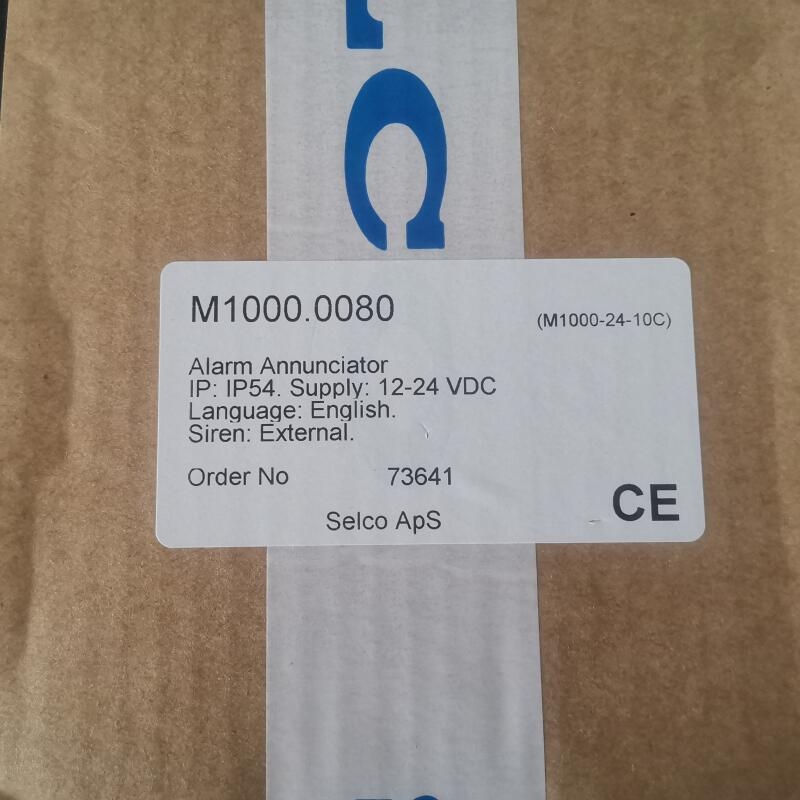 C
M1000.0080
(M1000-24-10C)
Alarm Annunciator
IP: IP54. Supply: 12-24 VDC
Language: English.
Siren: External.
Order No 73641
Selco ApS
CE